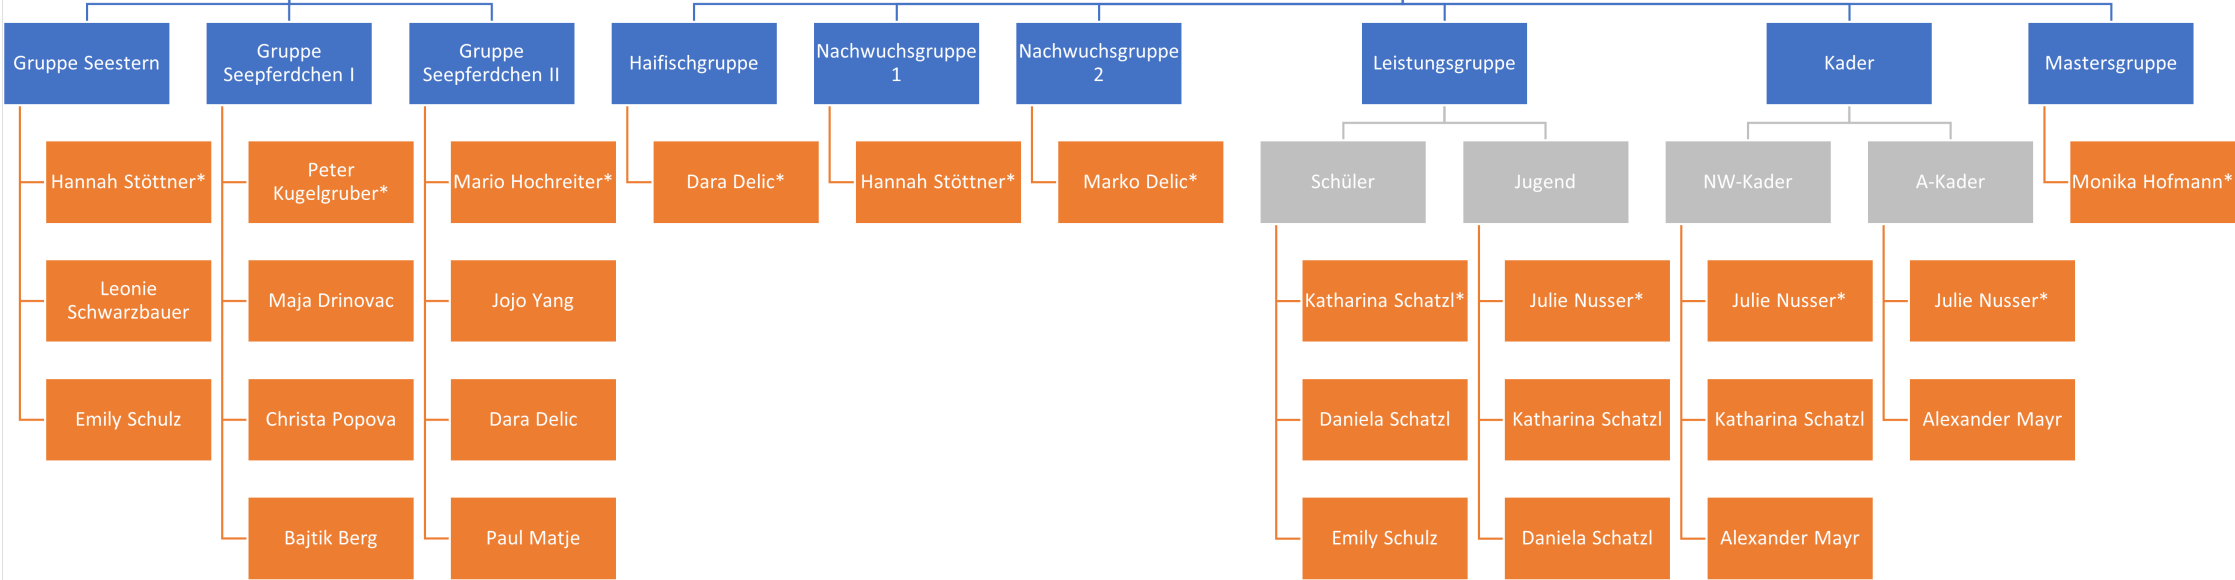 Gruppe Seestern
Gruppe
Seepferdchen I
Gruppe
Seepferdchen II
Haifischgruppe
Nachwuchsgruppe
1
Nachwuchsgruppe
2
Leistungsgruppe
Kader
Mastersgruppe
Hannah Stöttner*
Peter
Kugelgruber*
Mario Hochreiter*
Dara Delic*
Hannah Stöttner*
Marko Delic*
Schüler
Jugend
NW-Kader
A-Kader
Monika Hofmann*
Leonie
Schwarzbauer
Maja Drinovac
Jojo Yang
Katharina Schatzl*
Julie Nusser*
Julie Nusser*
Julie Nusser*
Emily Schulz
Christa Popova
Dara Delic
Daniela Schatzl
Katharina Schatzl
Katharina Schatzl
Alexander Mayr
Bajtik Berg
Paul Matje
Emily Schulz
Daniela Schatzl
Alexander Mayr